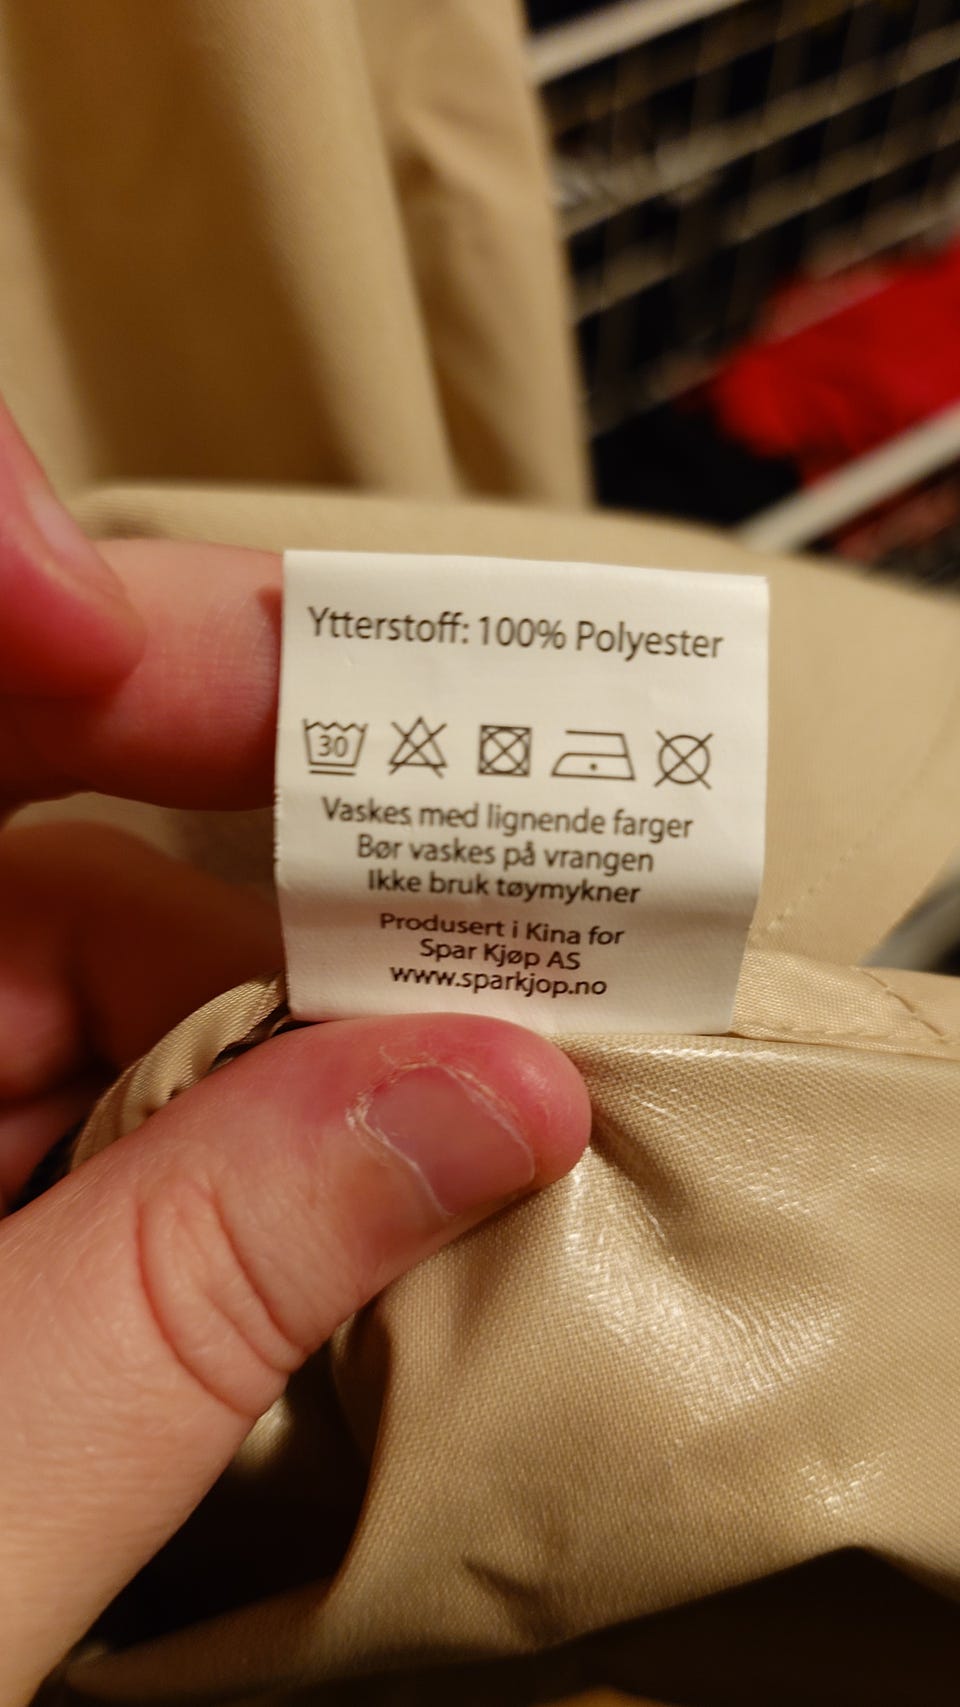 Ytterstoff: 100% Polyester
30
Vaskes med lignende farger
Bør vaskes på vrangen
Ikke bruk tøymykner
Produsert i Kina for
Spar Kjøp AS
www.sparkjop.no